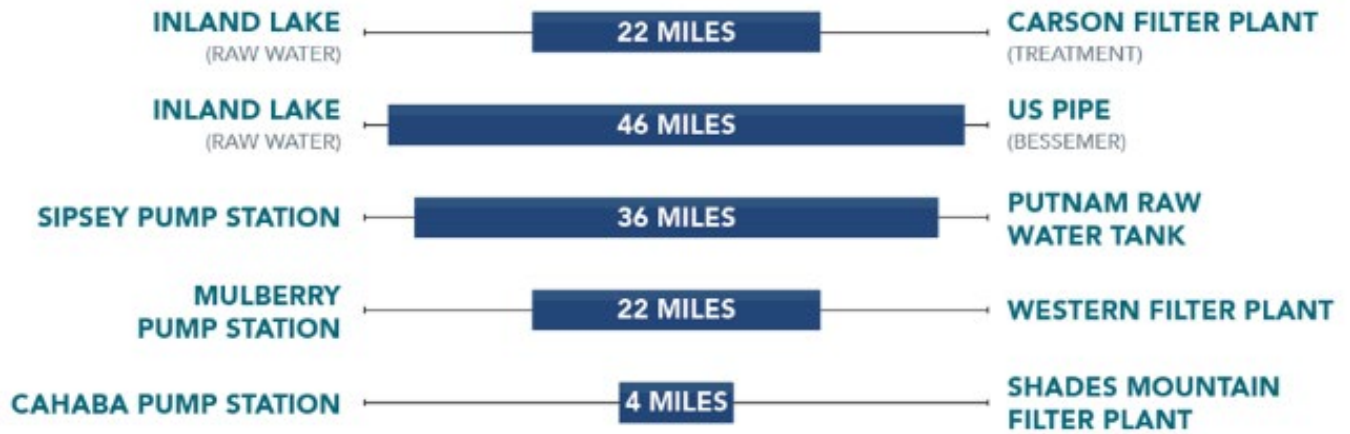 INLAND LAKE
(RAW WATER)
22 MILES
CARSON FILTER PLANT
(TREATMENT)
INLAND LAKE
(RAW WATER)
46 MILES
US PIPE
(BESSEMER)
SIPSEY PUMP STATION
36 MILES
PUTNAM RAW
WATER TANK
MULBERRY
PUMP STATION
22 MILES
WESTERN FILTER PLANT
CAHABA PUMP STATION
4 MILES
SHADES MOUNTAIN
FILTER PLANT